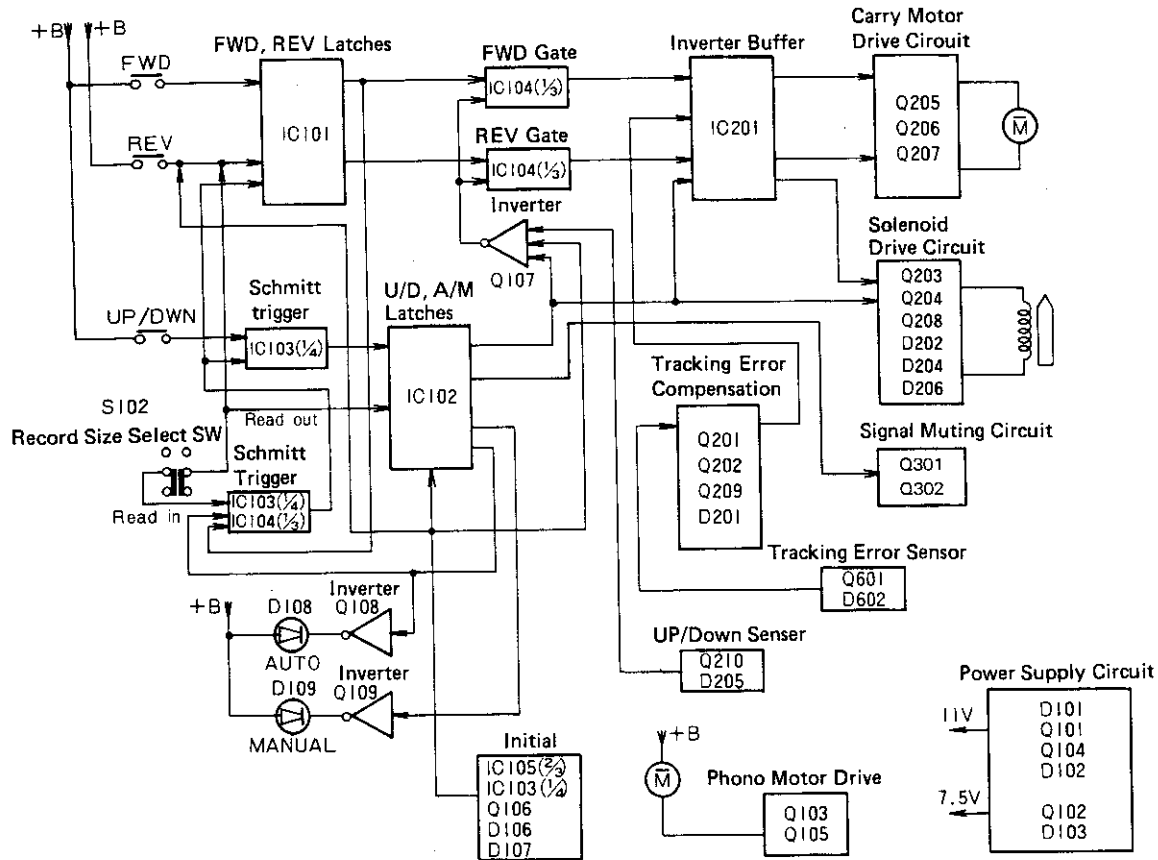 +B
+B
FWD
REV
FWD, REV Latches
IC101
FWD Gate
IC104(1/3)
REV Gate
IC104(1/3)
Inverter
Q107
Inverter Buffer
IC201
Carry Motor
Drive Cirouit
Q205
Q206
Q207
M
Solenoid
Drive Circuit
Q203
Q204
Q208
D202
D204
D206
UP/DWN
Schmitt
trigger
IC103(1/4)
U/D, A/M
Latches
IC102
Read out
S102
Record Size Select SW
Read in
Schmitt
Trigger
IC103(1/4)
IC104(1/3)
Tracking Error
Compensation
Q201
Q202
Q209
D201
Signal Muting Circuit
Q301
Q302
Tracking Error Sensor
Q601
D602
+B
D108
AUTO
Inverter
Q108
D109
MANUAL
Inverter
Q109
UP/Down Senser
Q210
D205
Initial
IC105(2/3)
IC103(1/4)
Q106
D106
D107
+B
M
Phono Motor Drive
Q103
Q105
Power Supply Circuit
11V
7.5V
D101
Q101
Q104
D102
Q102
D103